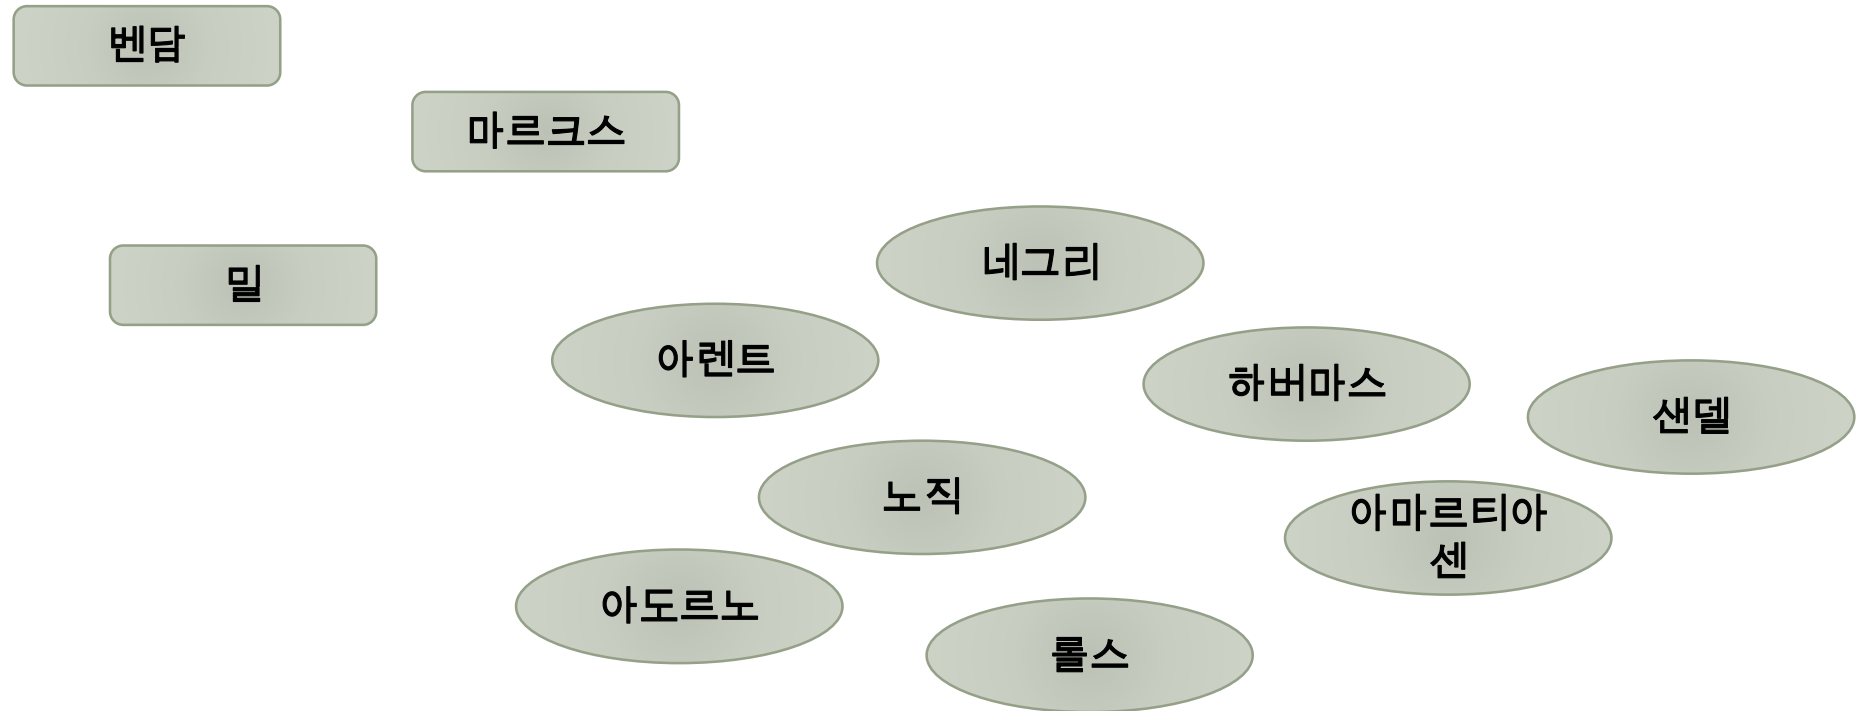 벤담
마르크스
밀
네그리
아렌트
하버마스
샌델
노직
아마르티아
센
아도르노
롤스